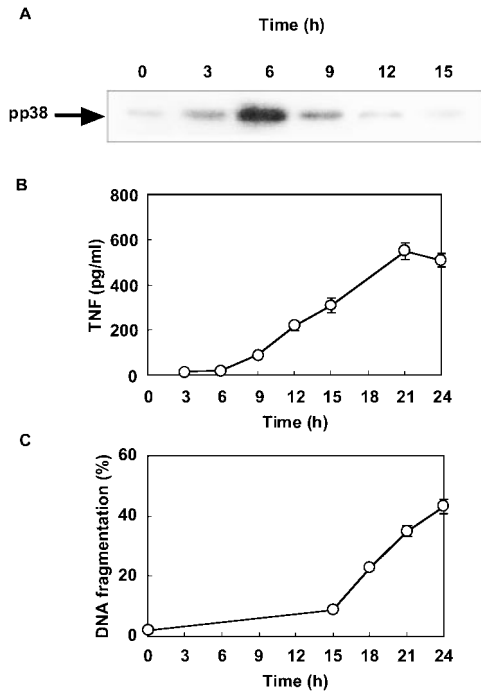 A
Time (h)
0 3 6 9 12 15
pp38
B
TNF (pg/ml)
800
600
400
200
0
0 3 6 9 12 15 18 21 24
Time (h)
C
DNA fragmentation (%)
60
40
20
0
0 3 6 9 12 15 18 21 24
Time (h)